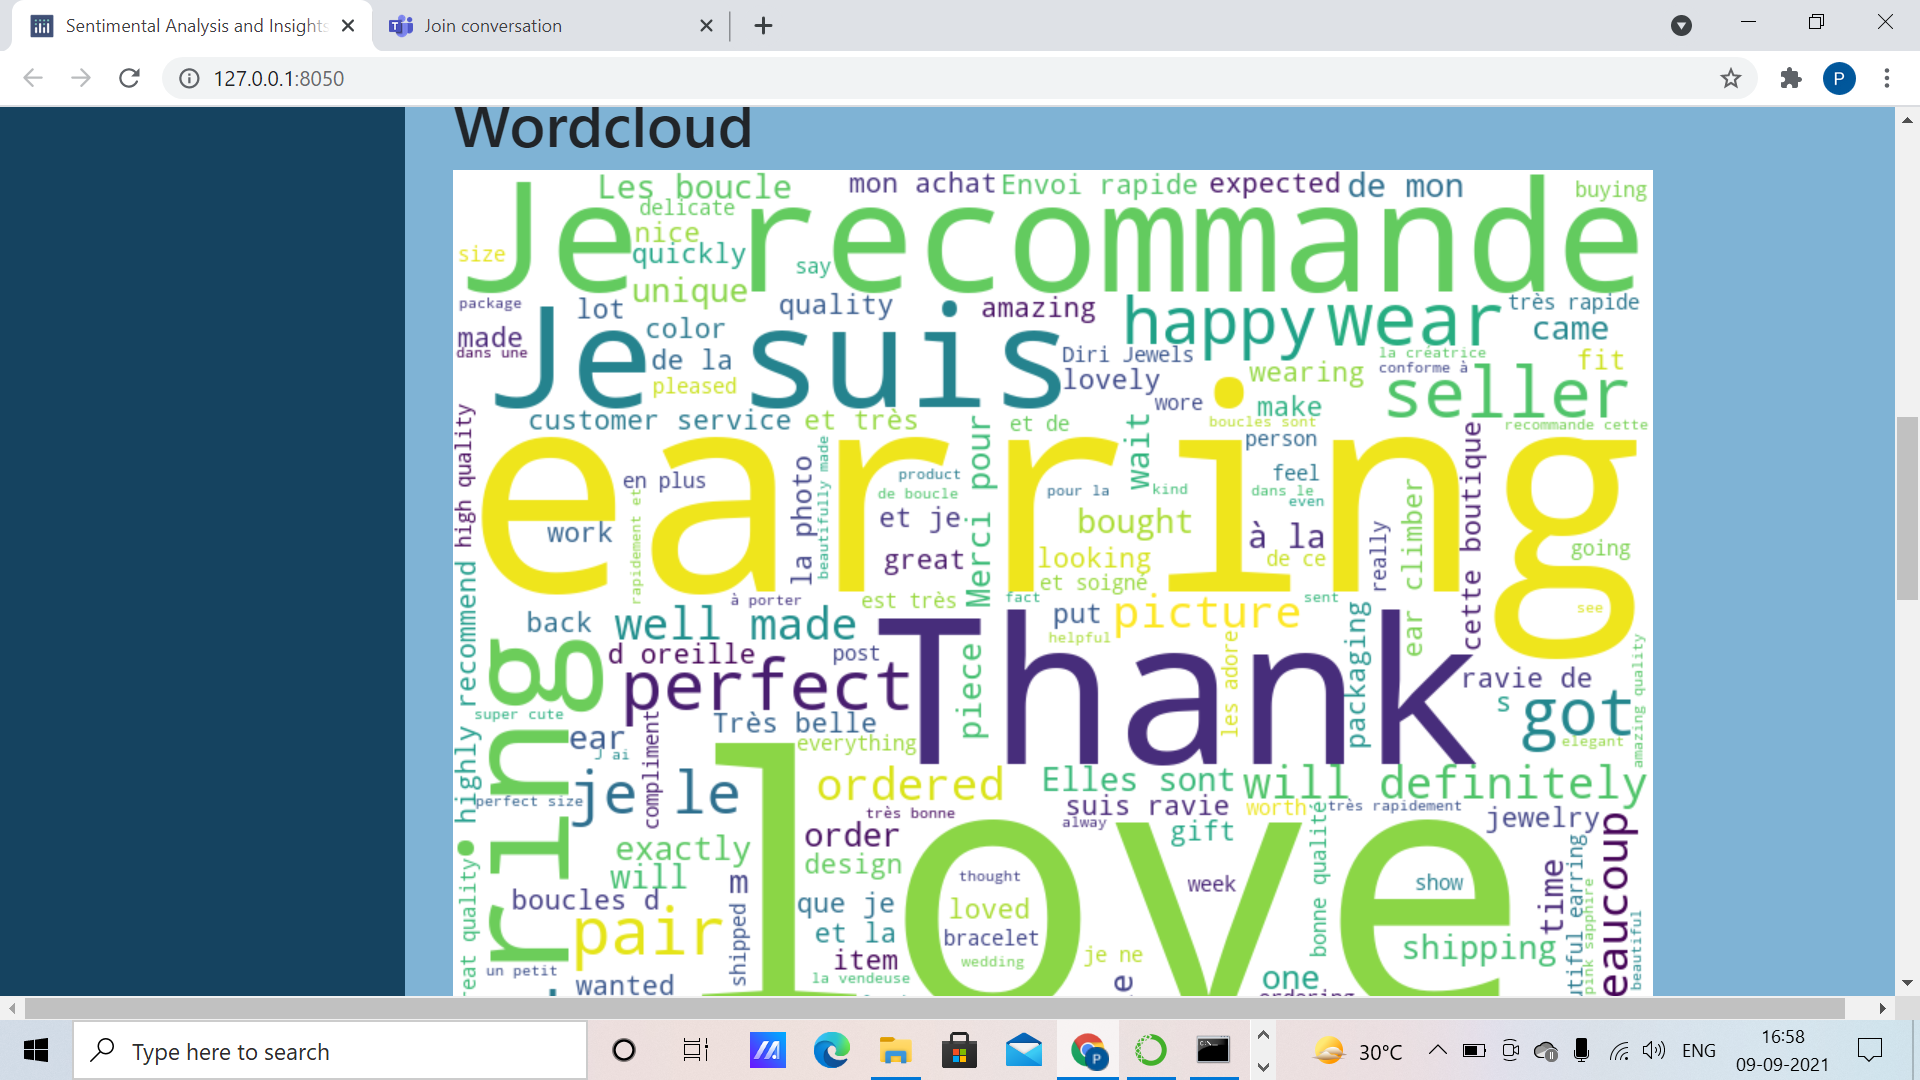 Sentimental Analysis and Insights
Join conversation
127.0.0.1:8050
P
Wordcloud
Les boucle
mon achat
Envoi rapide
expected
de mon
buying
delicate
Je recommande
nice
size
quickly
say
unique
package
lot
quality
amazing
happy
wear
très rapide
made
color
came
dans une
Je suis
de la
Diri Jewels
la créatrice
fit
pleased
lovely
wearing
conforme à
seller
wore
make
customer service
et très
et de
boucles sont
recommande cette
high quality
earring
person
wait
cette boutique
en plus
la photo
beautifully made
product
Merci pour
feel
de boucle
pour la
kind
dans le
even
work
rapidement et
et je
bought
à la
really
ear climber
great
looking
de ce
going
et soigné
à porter
est très
fact
sent
see
back
well made
put
picture
highly recommend
helpful
d oreille
post
Thank
packaging
ring
perfect
piece
les adore
ravie de
amazing quality
super cute
Très belle
s
got
ear
everything
elegant
J ai
compliment
je le
ordered
Elles sont
will definitely
perfect size
suis ravie
worth
très rapidement
très bonne
alway
jewelry
order
gift
exactly
design
love
bonne qualité
time
will
m
thought
week
show
boucles d
que je
loved
pair
shipped
et la
bracelet
shipping
pink sapphire
beautiful
item
wedding
je ne
un petit
la vendeuse
wanted
one
Type here to search
P
30°C
ENG
16:58
09-09-2021